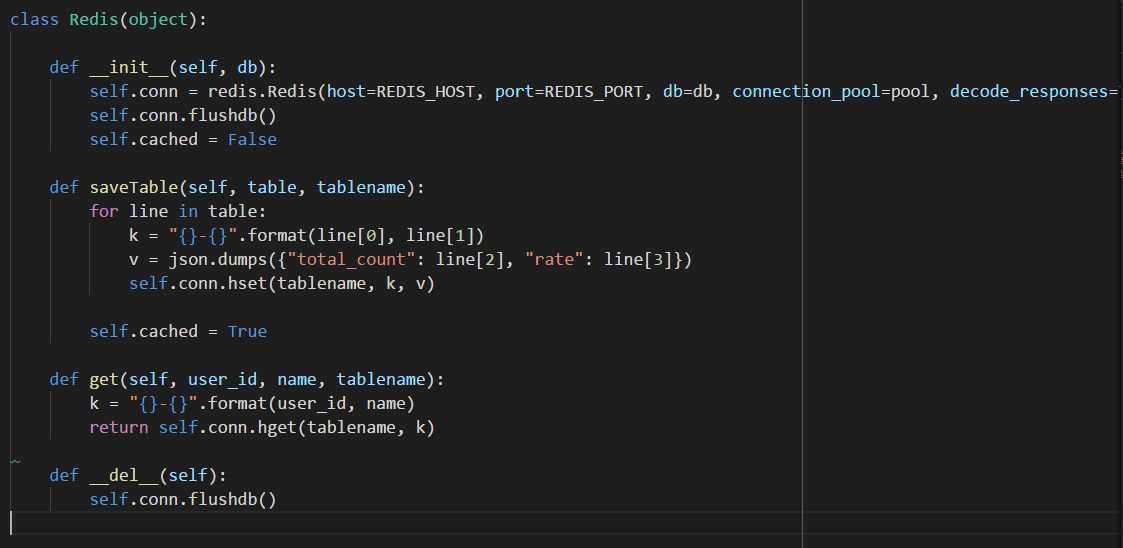 class Redis(object):
    def __init__(self, db):
        self.conn = redis.Redis(host=REDIS_HOST, port=REDIS_PORT, db=db, connection_pool=pool, decode_responses=
        self.conn.flushdb()
        self.cached = False
    def saveTable(self, table, tablename):
        for line in table:
            k = "{}-{}".format(line[0], line[1])
            v = json.dumps({"total_count": line[2], "rate": line[3]})
            self.conn.hset(tablename, k, v)
        self.cached = True
    def get(self, user_id, name, tablename):
        k = "{}-{}".format(user_id, name)
        return self.conn.hget(tablename, k)
    def __del__(self):
        self.conn.flushdb()